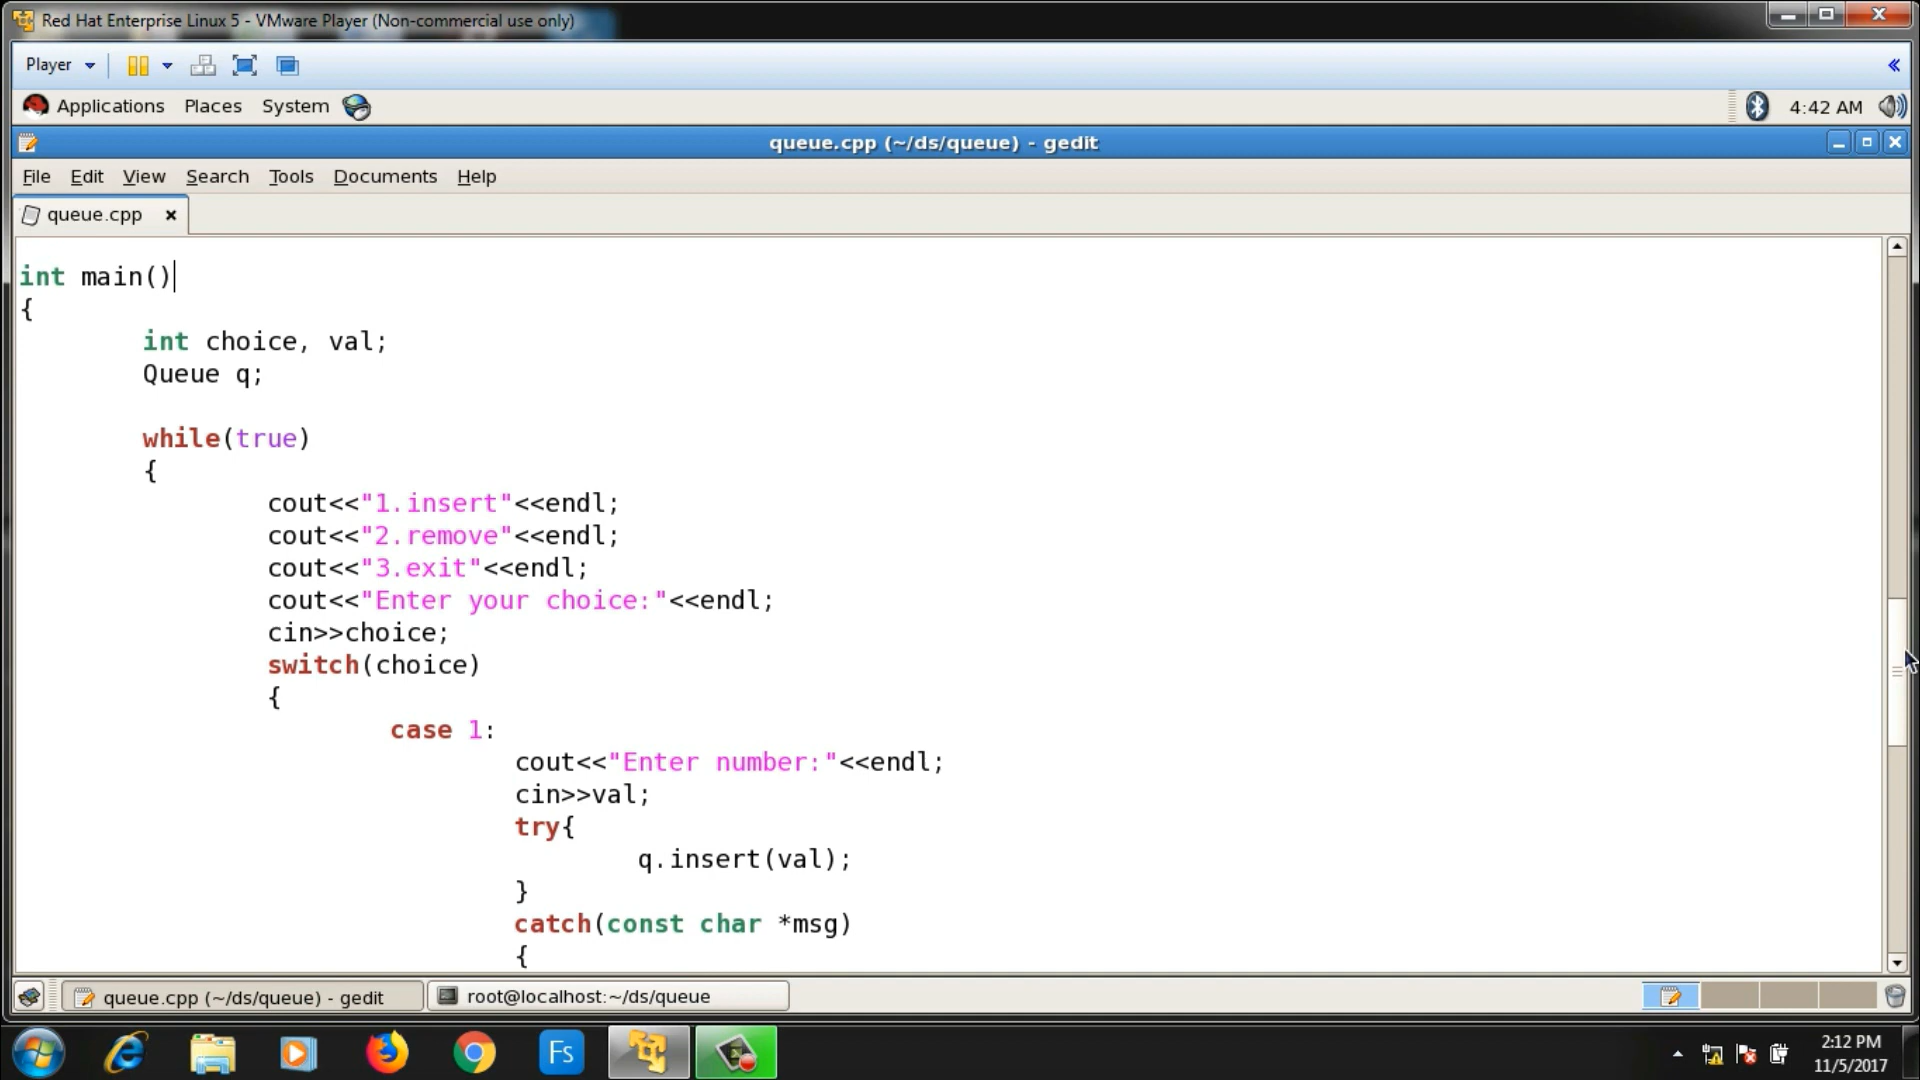 Red Hat Enterprise Linux 5 - VMware Player (Non-commercial use only)
Player
Applications Places System 4:42 AM
queue.cpp (~/ds/queue) - gedit
File Edit View Search Tools Documents Help
queue.cpp
int main()
{
int choice, val;
Queue q;
while(true)
{
cout<<"1.insert"<<endl;
cout<<"2.remove"<<endl;
cout<<"3.exit"<<endl;
cout<<"Enter your choice:"<<endl;
cin>>choice;
switch(choice)
{
case 1:
cout<<"Enter number:"<<endl;
cin>>val;
try{
q.insert(val);
}
catch(const char *msg)
{
queue.cpp (~/ds/queue) - gedit root@localhost:~/ds/queue
Fs
2:12 PM
11/5/2017